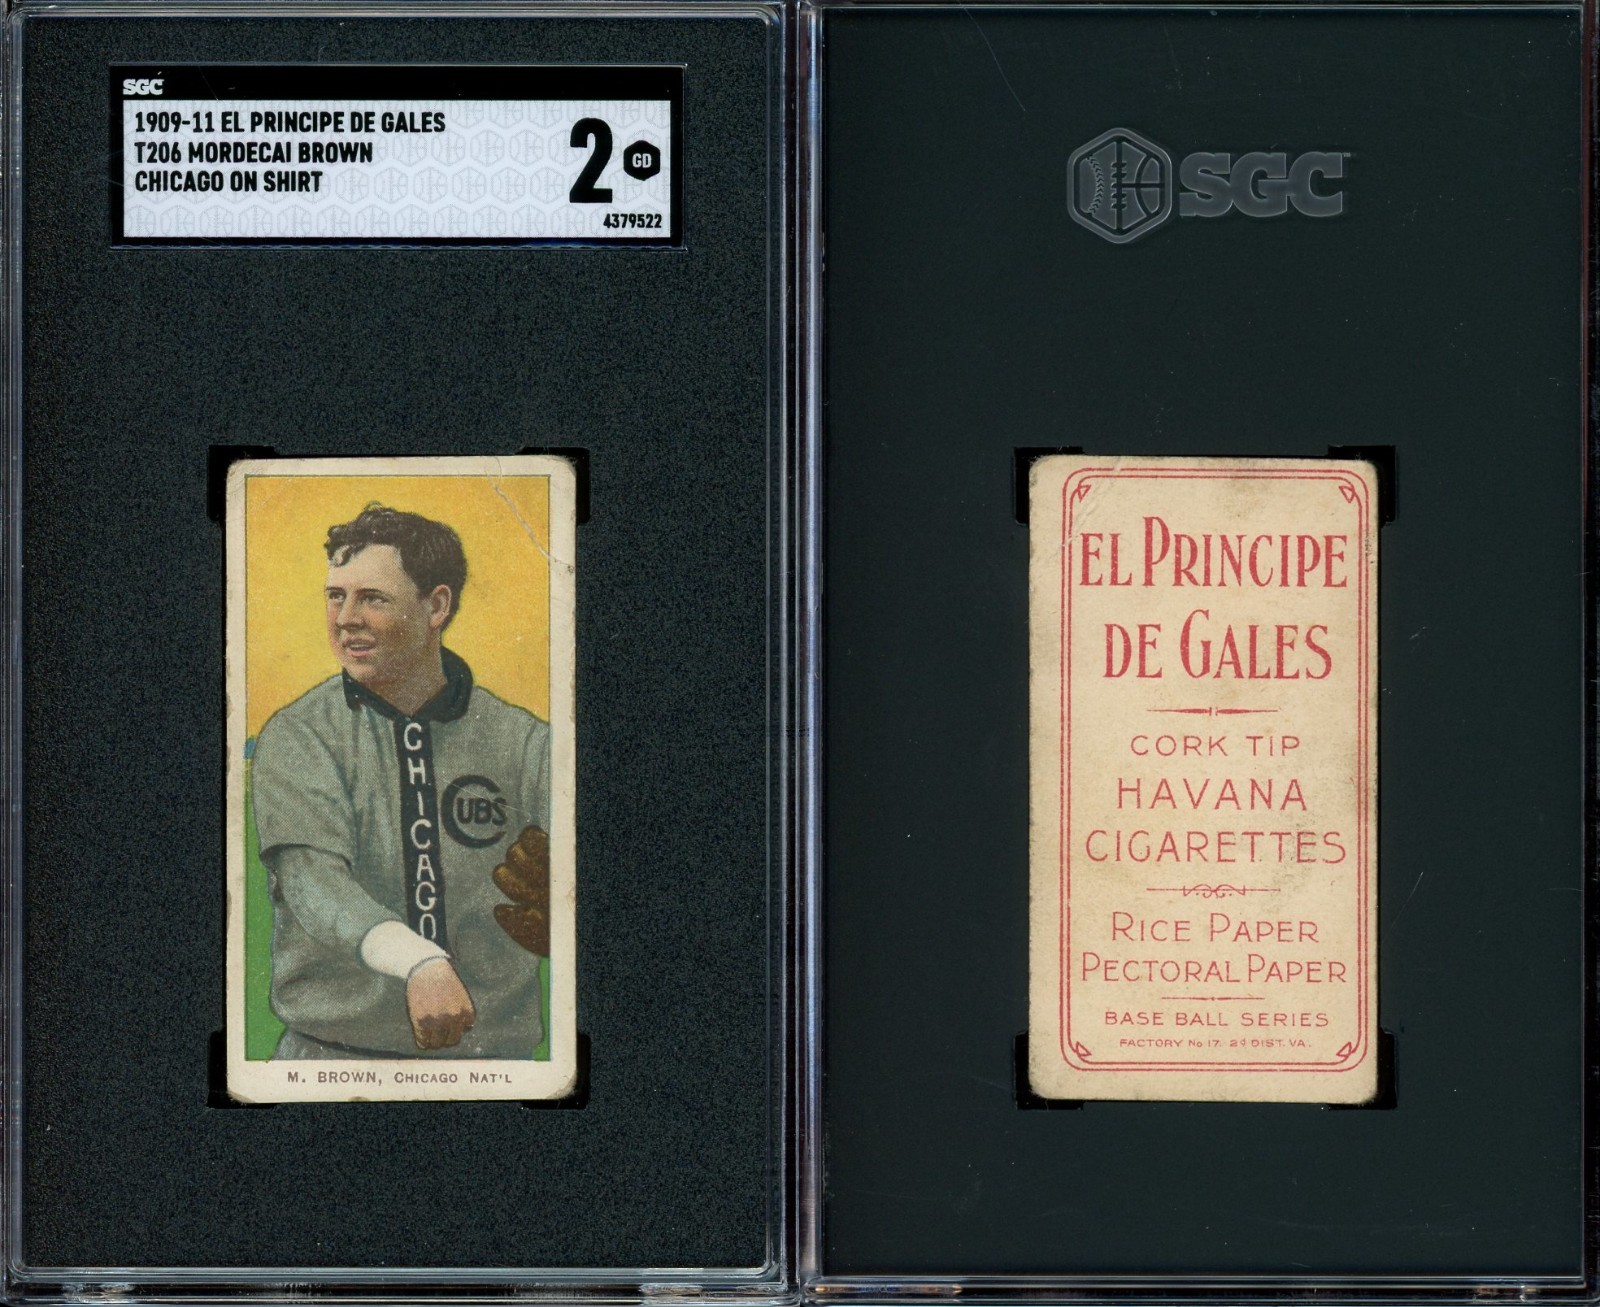 SGC
1909-11 EL PRINCIPE DE GALES
T206 MORDECAI BROWN
CHICAGO ON SHIRT
2 GD
4379522
CHICAGO
CUBS
M. BROWN, CHICAGO NAT'L
SGC
EL PRINCIPE
DE GALES
CORK TIP
HAVANA
CIGARETTES
RICE PAPER
PECTORAL PAPER
BASE BALL SERIES
FACTORY No 17. 2d DIST. VA.